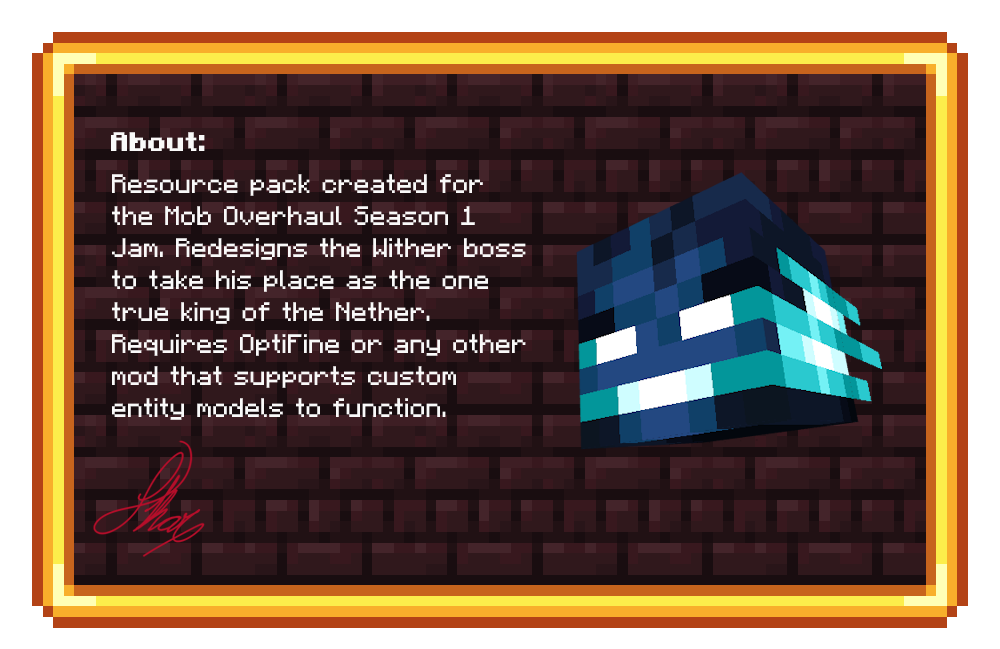 About:
Resource pack created for
the Mob Overhaul Season 1
Jam. Redesigns the Wither boss
to take his place as the one
true king of the Nether.
Requires OptiFine or any other
mod that supports custom
entity models to function.